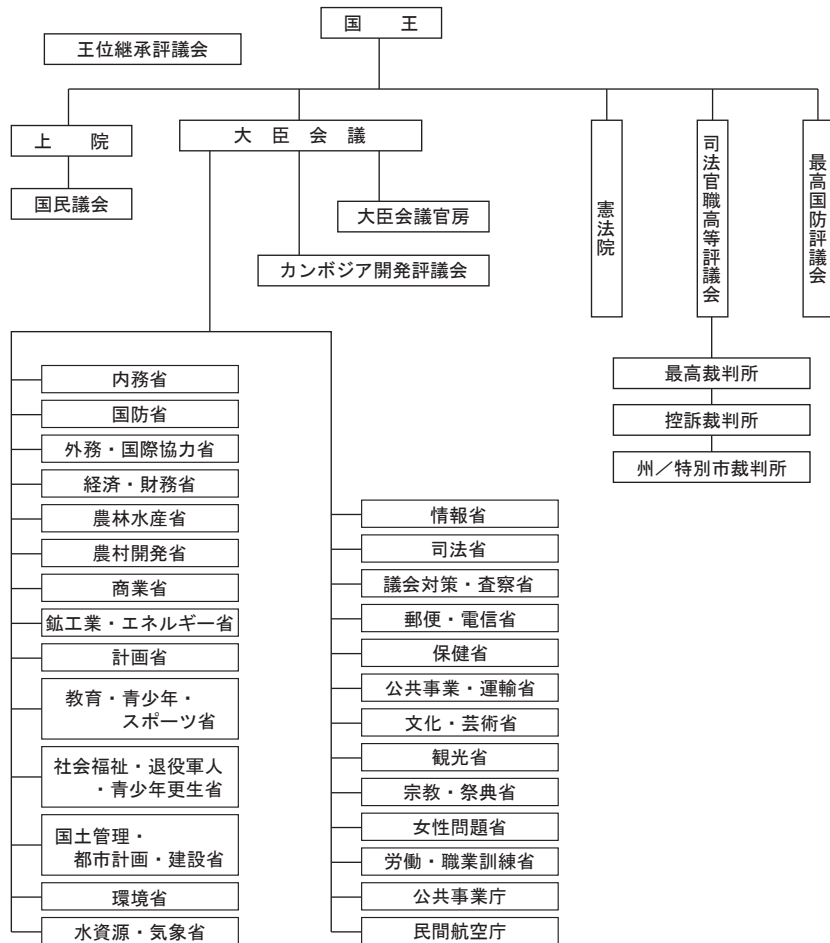 国　王
王位継承評議会
上　院
国民議会
大　臣　会　議
大臣会議官房
カンボジア開発評議会
憲法院
司法官職高等評議会
最高国防評議会
最高裁判所
控訴裁判所
州／特別市裁判所
内務省
国防省
外務・国際協力省
経済・財務省
農林水産省
農村開発省
商業省
鉱工業・エネルギー省
計画省
教育・青少年・
スポーツ省
社会福祉・退役軍人
・青少年更生省
国土管理・
都市計画・建設省
環境省
水資源・気象省
情報省
司法省
議会対策・査察省
郵便・電信省
保健省
公共事業・運輸省
文化・芸術省
観光省
宗教・祭典省
女性問題省
労働・職業訓練省
公共事業庁
民間航空庁